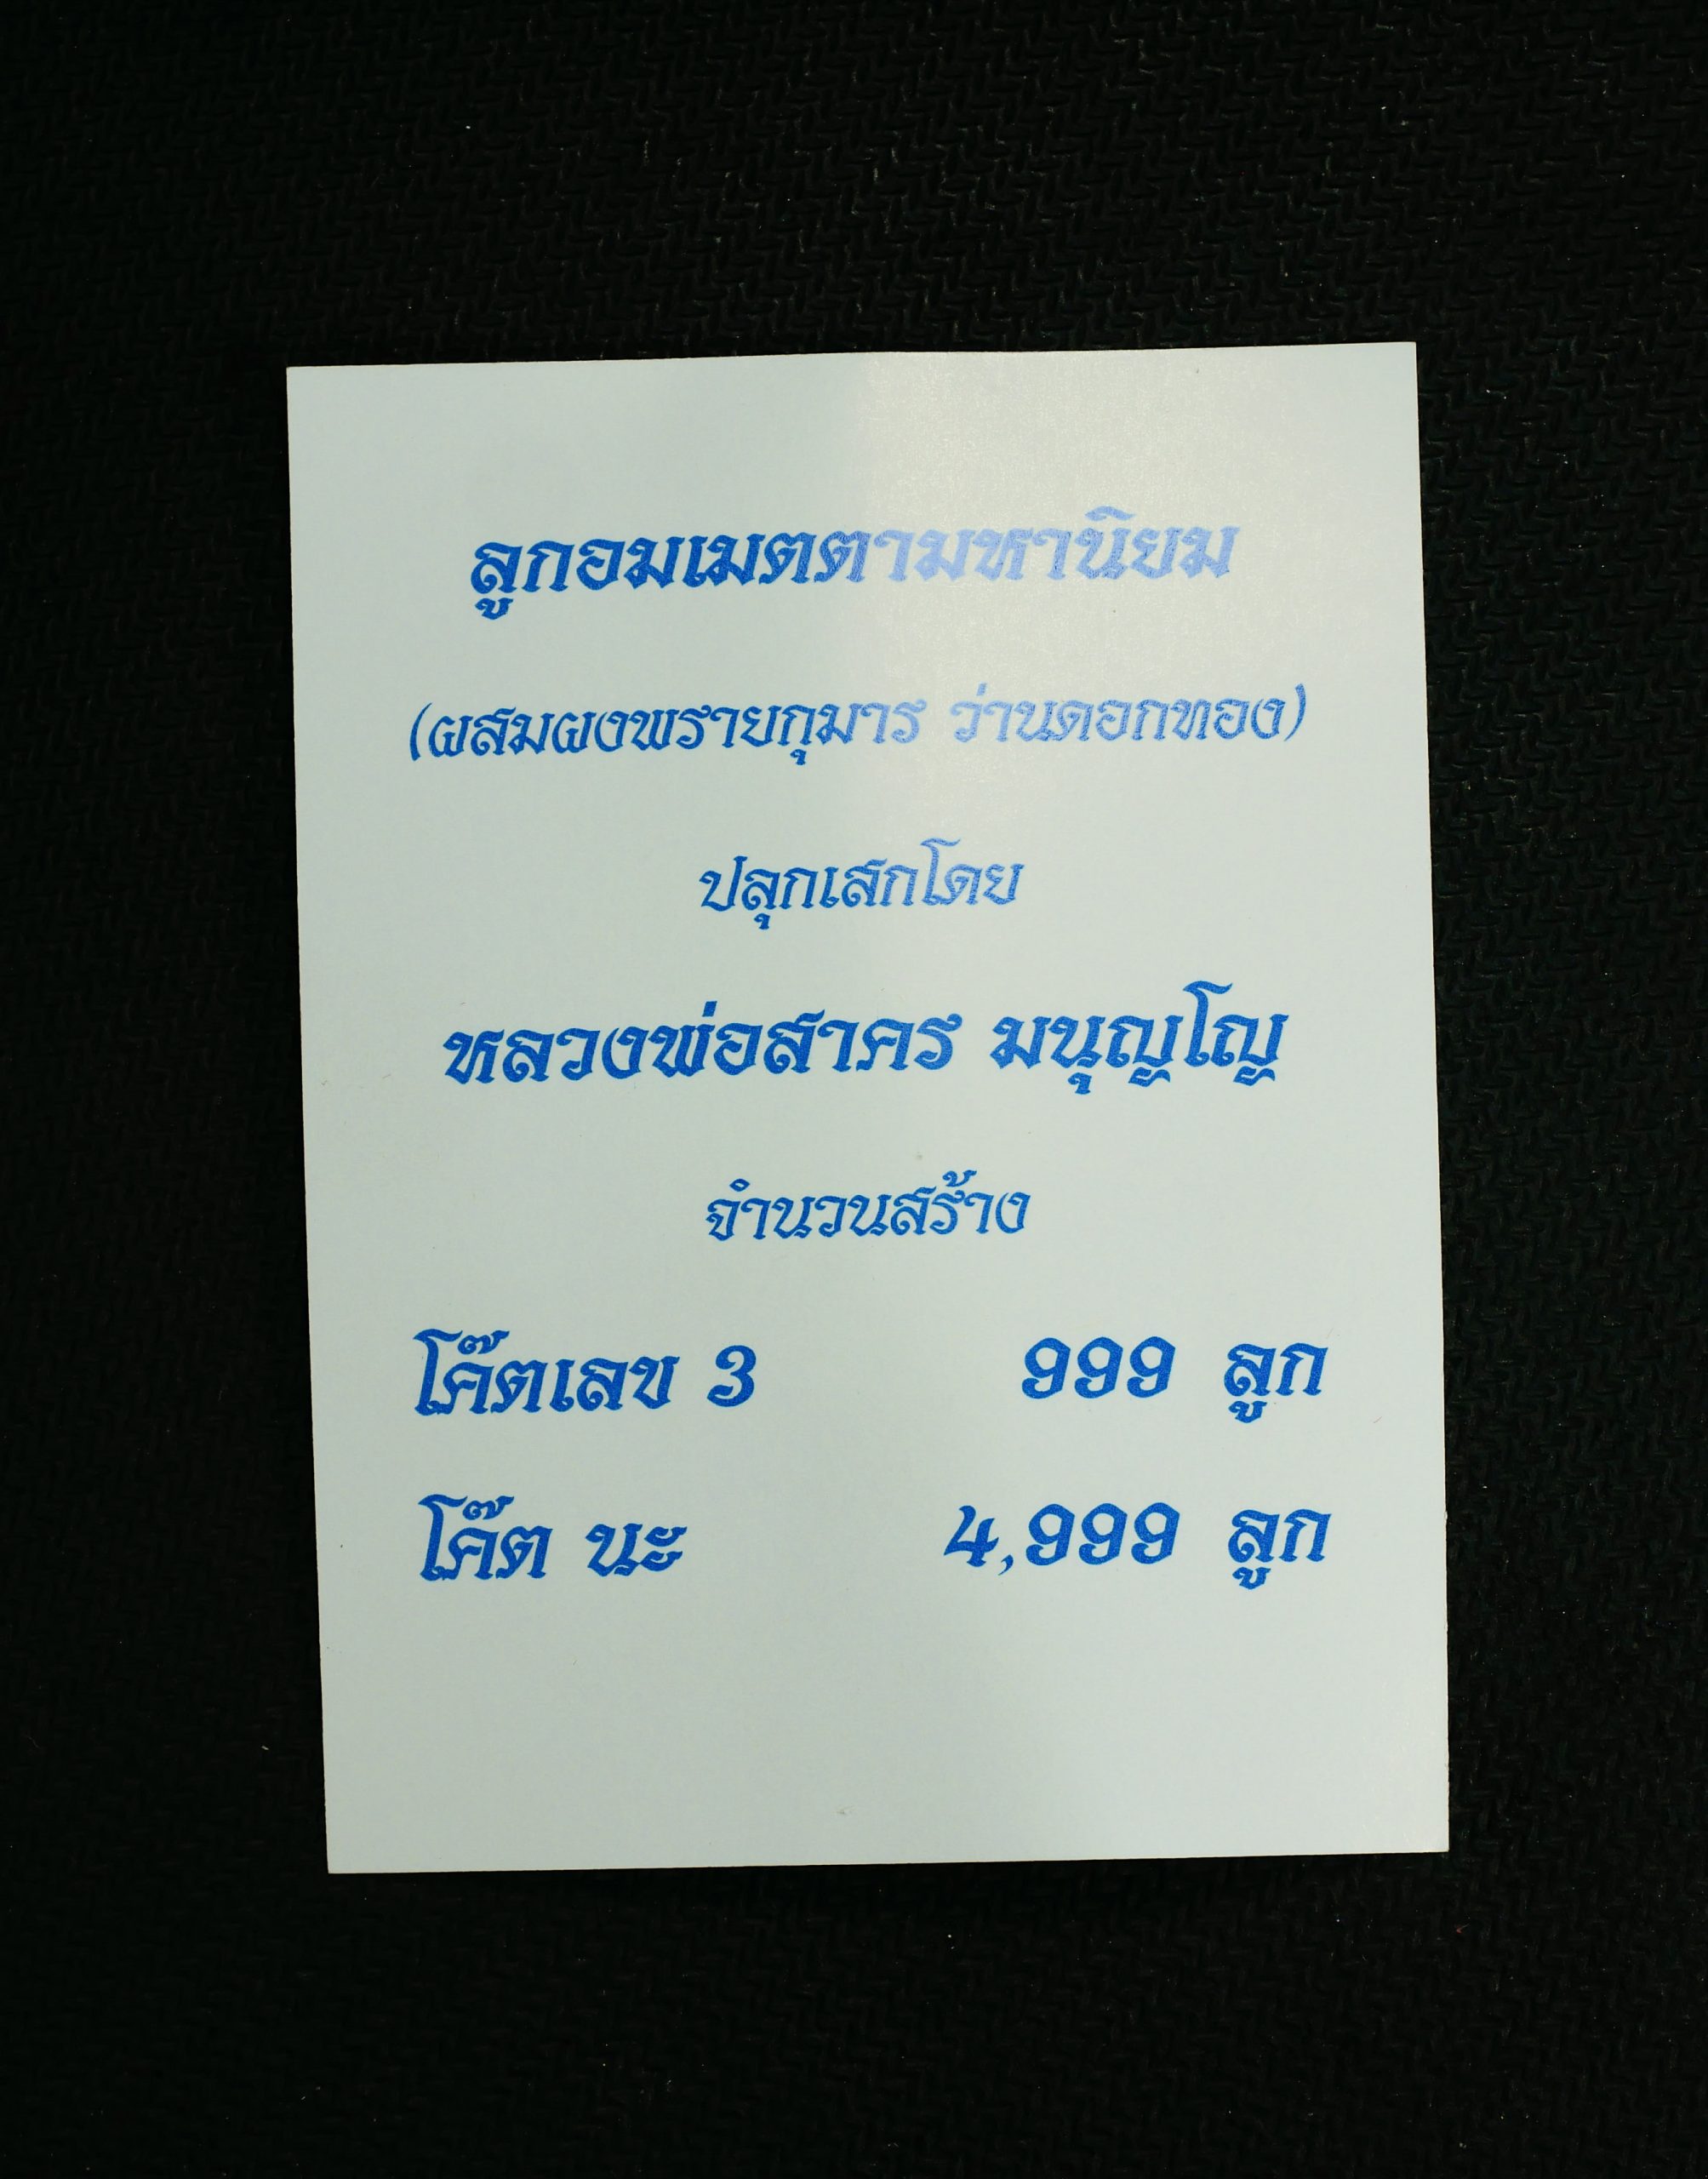 ลูกอมเมตตามหานิยม
(ผสมผงพรายกุมาร ว่านดอกทอง)
ปลุกเสกโดย
หลวงพ่อสาคร มนุญโญ
จำนวนสร้าง
โค๊ตเลข 3 999 ลูก
โค๊ต นะ 4,999 ลูก